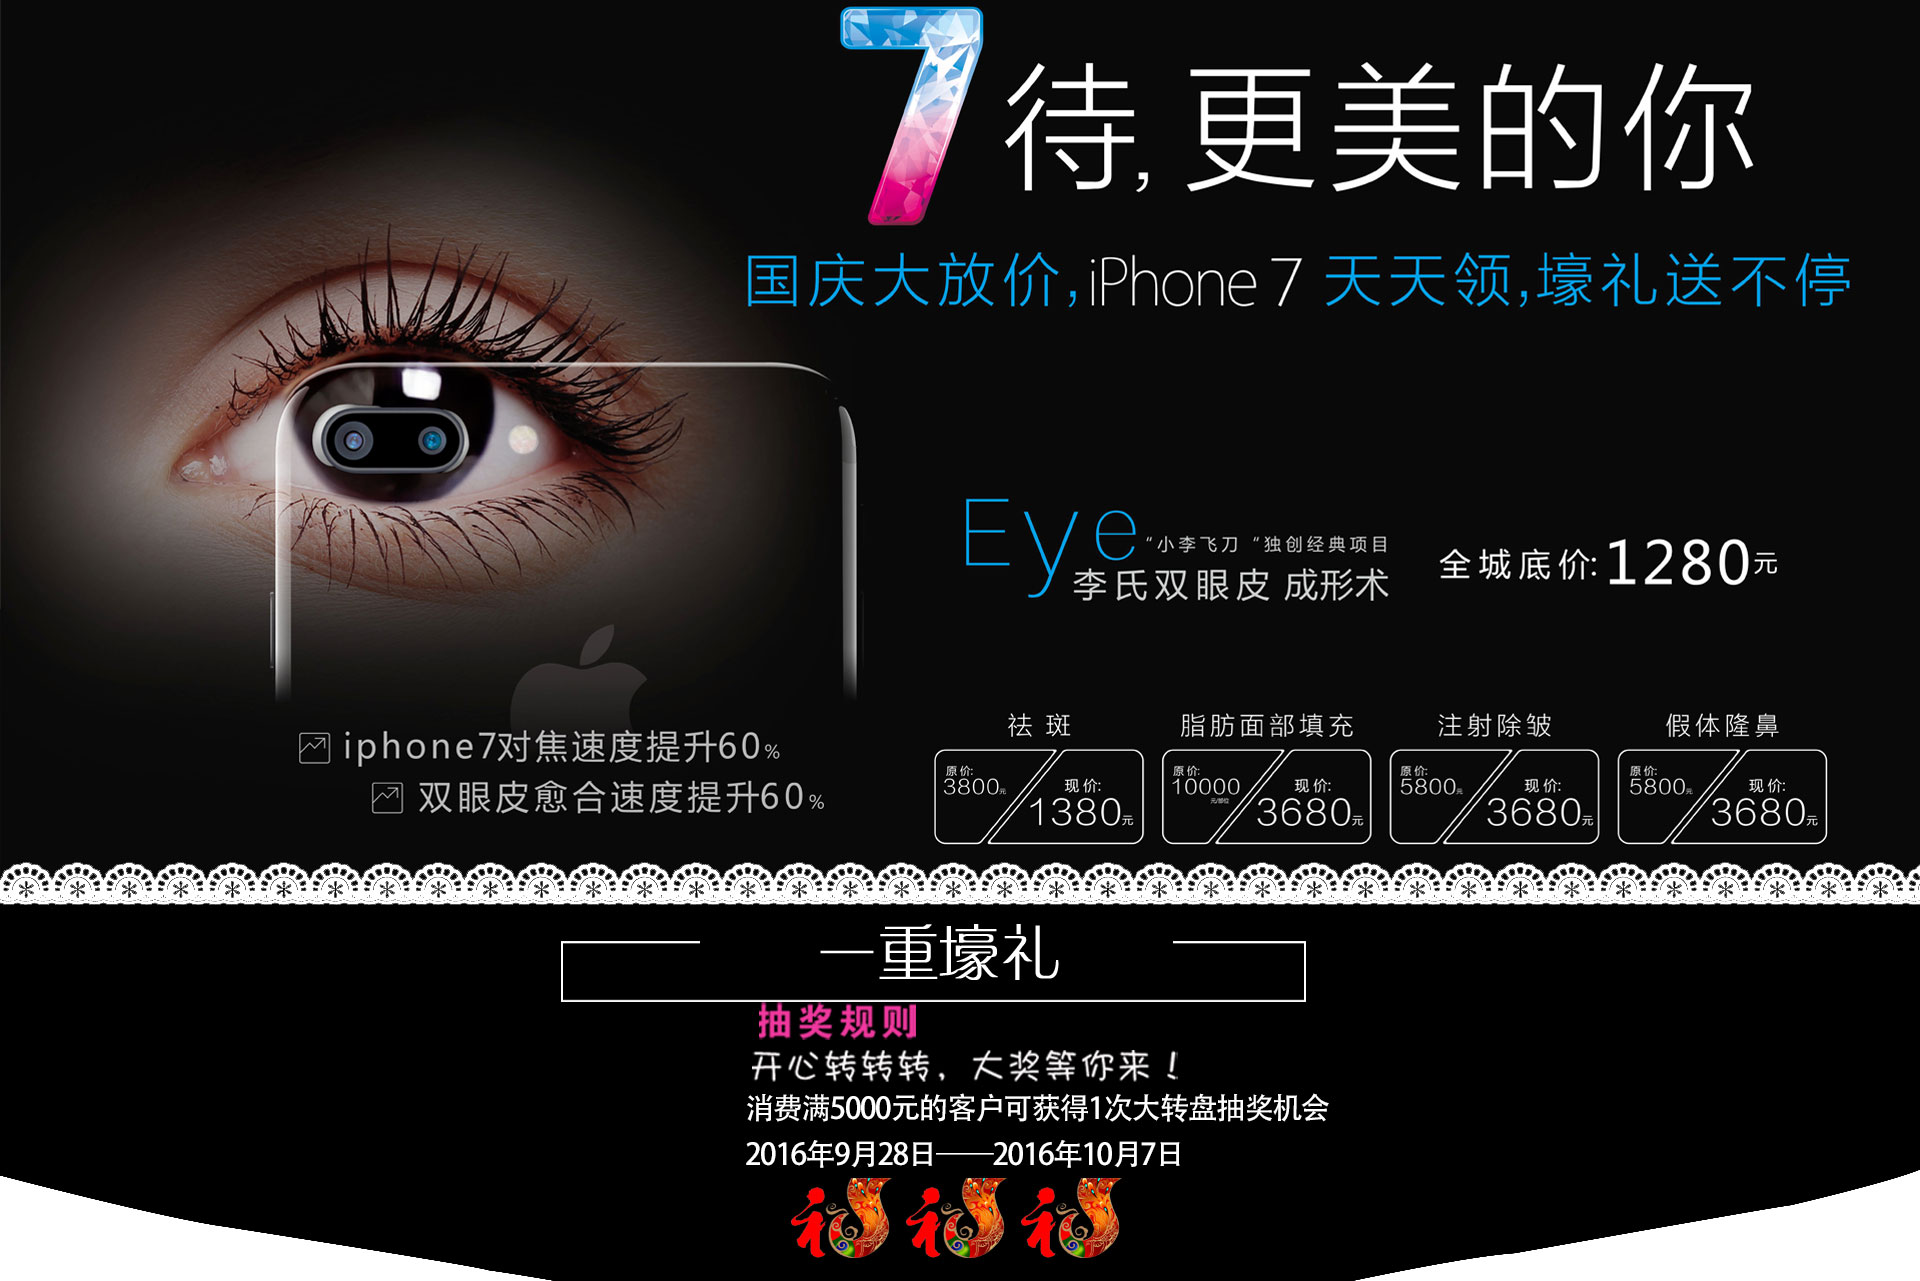 7待,更美的你
国庆大放价,iPhone 7 天天领,壕礼送不停
Eye
“小李飞刀 “独创经典项目
李氏双眼皮 成形术
全城底价:1280元
iphone7对焦速度提升60%
双眼皮愈合速度提升60%
祛 斑
原价:
3800元
现价:
1380元
脂肪面部填充
原价:
10000
元/部位
现价:
3680元
注射除皱
原价:
5800元
现价:
3680元
假体隆鼻
原价:
5800元
现价:
3680元
一重壕礼
抽奖规则
开心转转转，大奖等你来！
消费满5000元的客户可获得1次大转盘抽奖机会
2016年9月28日——2016年10月7日
福 福 福